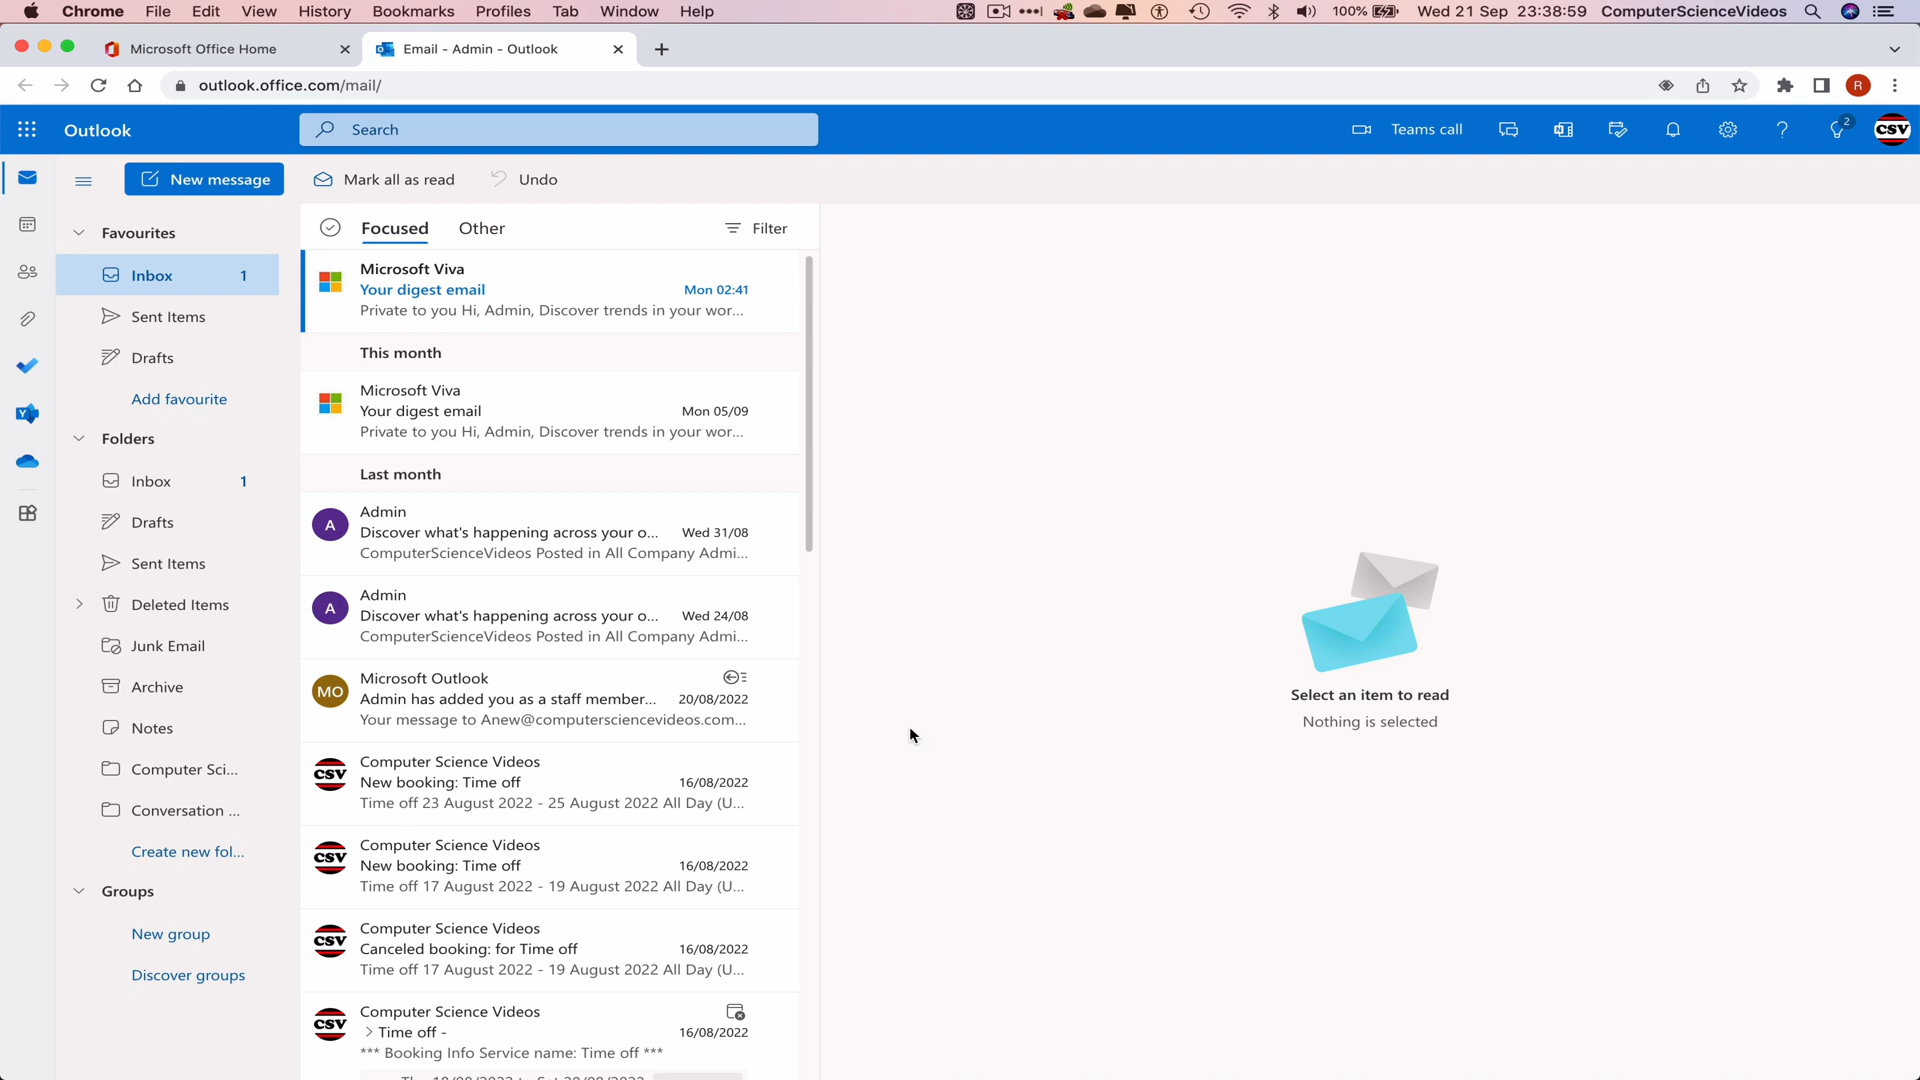 Chrome File Edit View History Bookmarks Profiles Tab Window Help 100% Wed 21 Sep 23:38:59 ComputerScienceVideos
Microsoft Office Home
Email - Admin - Outlook
outlook.office.com/mail/
R
Outlook
Search
Teams call
2
CSV
New message
Mark all as read
Undo
Favourites
Inbox 1
Sent Items
Drafts
Add favourite
Folders
Inbox 1
Drafts
Sent Items
Deleted Items
Junk Email
Archive
Notes
Computer Sci...
Conversation ...
Create new fol...
Groups
New group
Discover groups
Focused Other Filter
Microsoft Viva
Your digest email Mon 02:41
Private to you Hi, Admin, Discover trends in your wor...
This month
Microsoft Viva
Your digest email Mon 05/09
Private to you Hi, Admin, Discover trends in your wor...
Last month
A
Admin
Discover what's happening across your o... Wed 31/08
ComputerScienceVideos Posted in All Company Admi...
A
Admin
Discover what's happening across your o... Wed 24/08
ComputerScienceVideos Posted in All Company Admi...
MO
Microsoft Outlook
Admin has added you as a staff member... 20/08/2022
Your message to Anew@computersciencevideos.com...
CSV
Computer Science Videos
New booking: Time off 16/08/2022
Time off 23 August 2022 - 25 August 2022 All Day (U...
CSV
Computer Science Videos
New booking: Time off 16/08/2022
Time off 17 August 2022 - 19 August 2022 All Day (U...
CSV
Computer Science Videos
Canceled booking: for Time off 16/08/2022
Time off 17 August 2022 - 19 August 2022 All Day (U...
CSV
Computer Science Videos
Time off - 16/08/2022
*** Booking Info Service name: Time off ***
Select an item to read
Nothing is selected